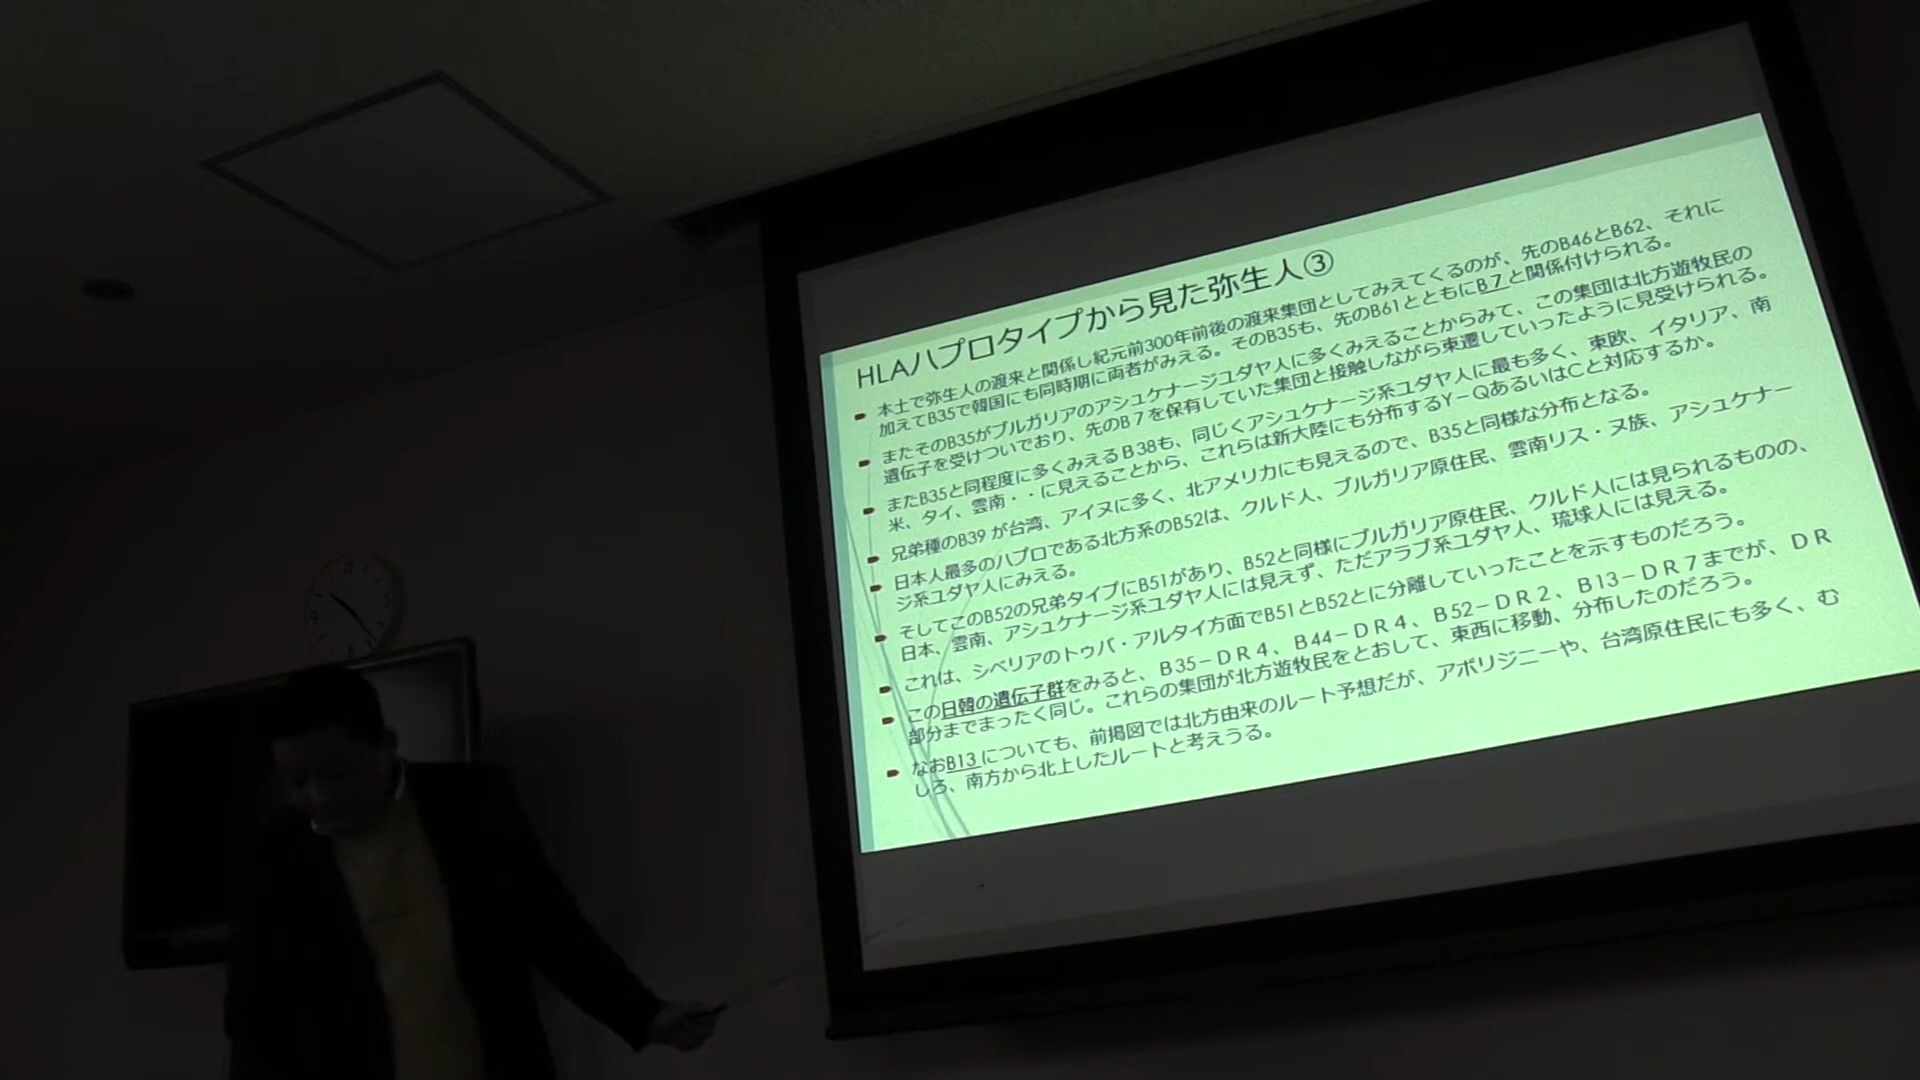 HLAハプロタイプから見た弥生人③
本土で弥生人の渡来と関係し紀元前300年前後の渡来集団としてみえてくるのが、先のB46とB62、それに
加えてB35で韓国にも同時期に両者がみえる。そのB35も、先のB61とともにB７と関係付けられる。
またそのB35がブルガリアのアシュケナージユダヤ人に多くみえることからみて、この集団は北方遊牧民の
遺伝子を受けついでおり、先のB７を保有していた集団と接触しながら東遷していったように見受けられる。
またB35と同程度に多くみえるＢ38も、同じくアシュケナージ系ユダヤ人に最も多く、東欧、イタリア、南
米、タイ、雲南・・に見えることから、これらは新大陸にも分布するY－QあるいはCと対応するか。
兄弟種のB39 が台湾、アイヌに多く、北アメリカにも見えるので、B35と同様な分布となる。
日本人最多のハプロである北方系のB52は、クルド人、ブルガリア原住民、雲南リス・ヌ族、アシュケナー
ジ系ユダヤ人にみえる。
そしてこのB52の兄弟タイプにB51があり、B52と同様にブルガリア原住民、クルド人には見られるものの、
日本、雲南、アシュケナージ系ユダヤ人には見えず、ただアラブ系ユダヤ人、琉球人には見える。
これは、シベリアのトゥバ・アルタイ方面でB51とB52とに分離していったことを示すものだろう。
この日韓の遺伝子群をみると、Ｂ35－ＤＲ４、Ｂ44－ＤＲ４、Ｂ52－ＤＲ２、Ｂ13－ＤＲ７までが、ＤＲ
部分までまったく同じ。これらの集団が北方遊牧民をとおして、東西に移動、分布したのだろう。
なおB13 についても、前掲図では北方由来のルート予想だが、アボリジニーや、台湾原住民にも多く、む
しろ、南方から北上したルートと考えうる。